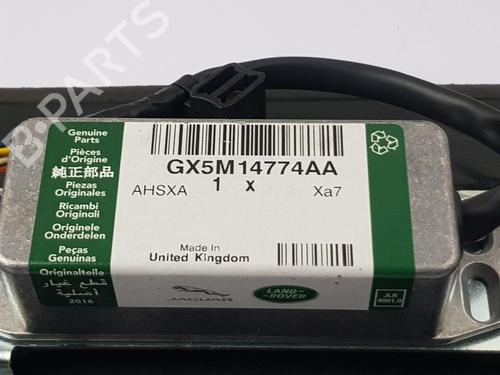 B-PARTS
Genuine
Parts
Pièces
d'Origine
純正部品
Piezas
Originales
Ricambi
Originali
Originele
Onderdelen
Peças
Genuinas
Originalteile
قطع غيار
أصلية
2016
GX5M14774AA
1 x
AHSXA
Xa7
Made In
United Kingdom
JAGUAR
LAND-
ROVER
JLR
4001.0